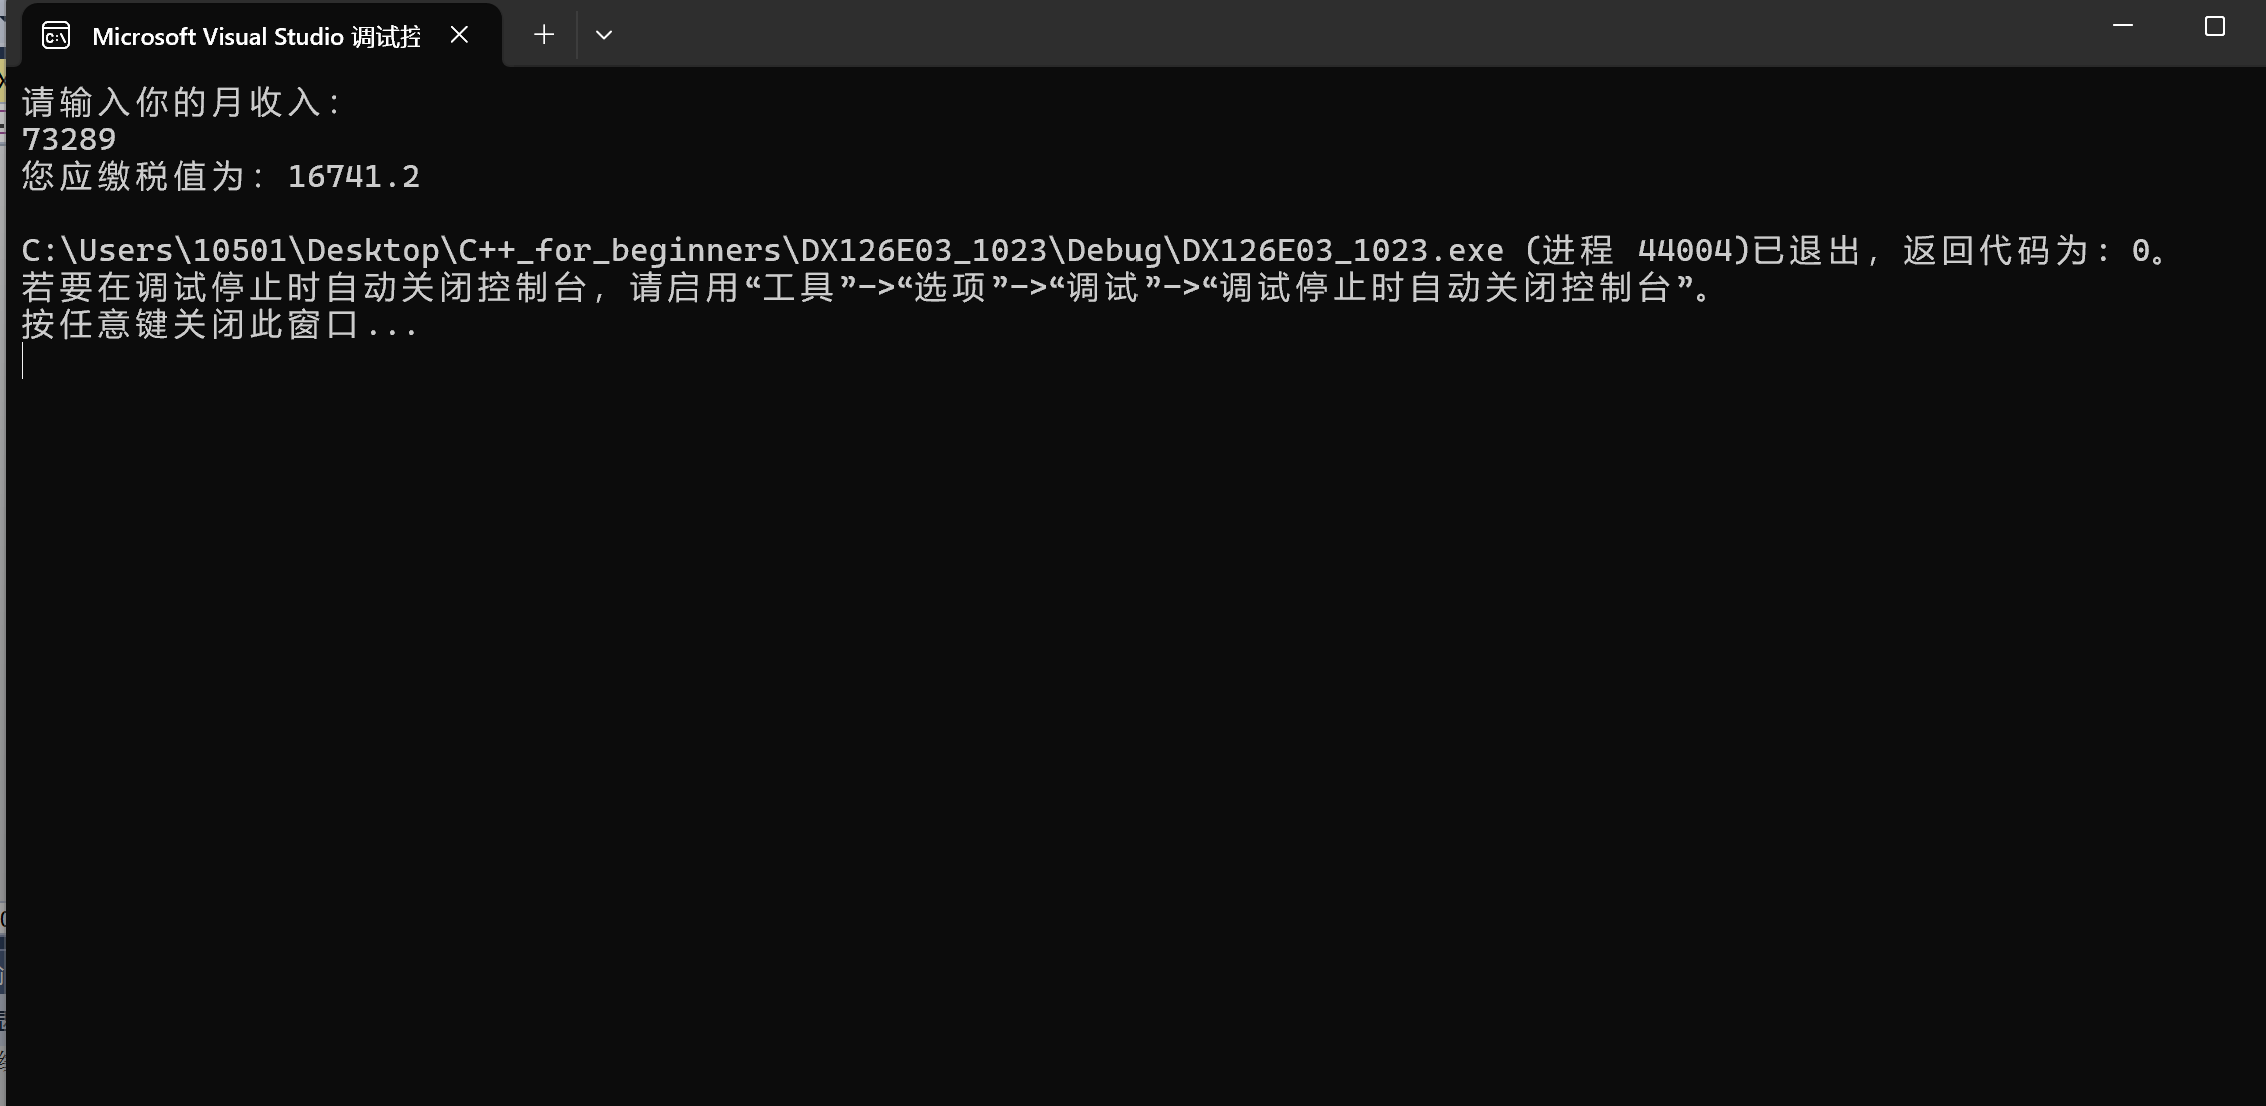 Microsoft Visual Studio 调试控
请输入你的月收入：
73289
您应缴税值为：16741.2
C:\Users\10501\Desktop\C++_for_beginners\DX126E03_1023\Debug\DX126E03_1023.exe (进程 44004)已退出，返回代码为: 0。
若要在调试停止时自动关闭控制台，请启用“工具”->“选项”->“调试”->“调试停止时自动关闭控制台”。
按任意键关闭此窗口...